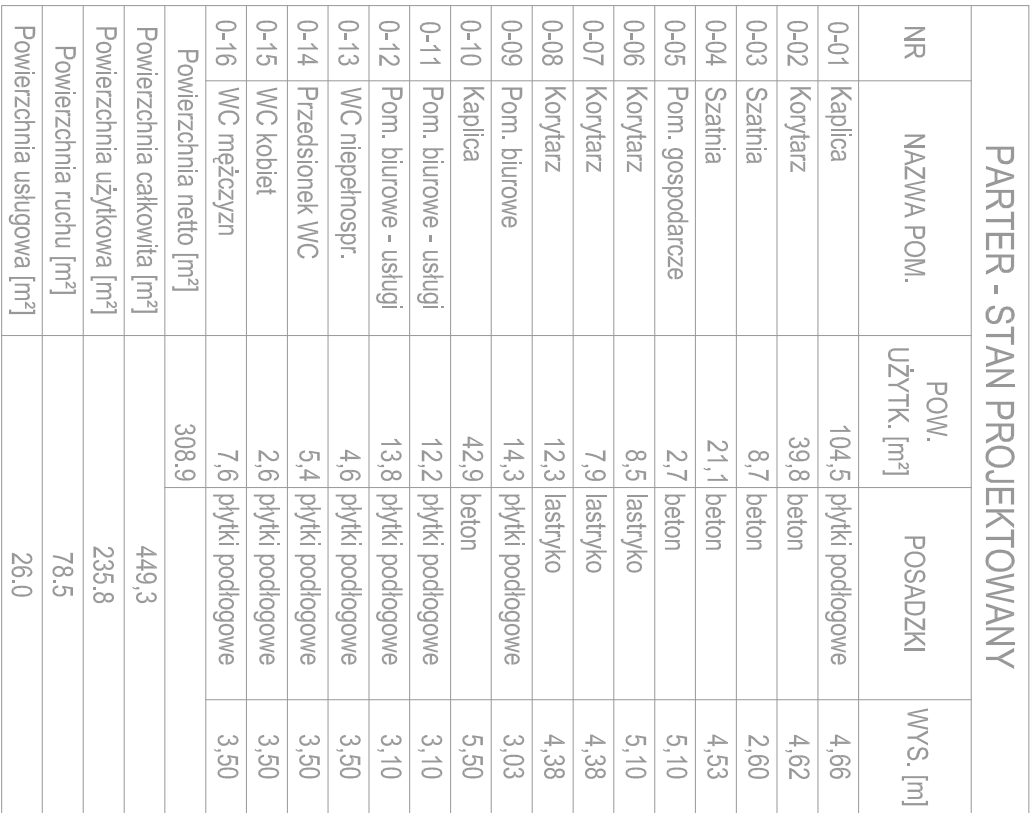 PARTER - STAN PROJEKTOWANY
NR NAZWA POM. POW. UŻYTK. [m²] POSADZKI WYS. [m]
0-01 Kaplica 104,5 płytki podłogowe 4,66
0-02 Korytarz 39,8 beton 4,62
0-03 Szatnia 8,7 beton 2,60
0-04 Szatnia 21,1 beton 4,53
0-05 Pom. gospodarcze 2,7 beton 5,10
0-06 Korytarz 8,5 lastryko 5,10
0-07 Korytarz 7,9 lastryko 4,38
0-08 Korytarz 12,3 lastryko 4,38
0-09 Pom. biurowe 14,3 płytki podłogowe 3,03
0-10 Kaplica 42,9 beton 5,50
0-11 Pom. biurowe - usługi 12,2 płytki podłogowe 3,10
0-12 Pom. biurowe - usługi 13,8 płytki podłogowe 3,10
0-13 WC niepełnospr. 4,6 płytki podłogowe 3,50
0-14 Przedsionek WC 5,4 płytki podłogowe 3,50
0-15 WC kobiet 2,6 płytki podłogowe 3,50
0-16 WC mężczyzn 7,6 płytki podłogowe 3,50
Powierzchnia netto [m²] 308.9
Powierzchnia całkowita [m²] 449,3
Powierzchnia użytkowa [m²] 235.8
Powierzchnia ruchu [m²] 78.5
Powierzchnia usługowa [m²] 26.0